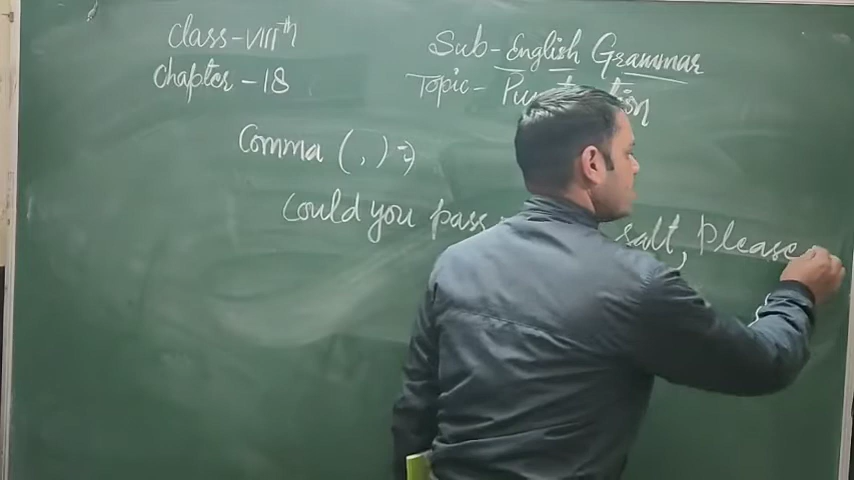 Class-VIIIth
Sub-English Grammar
Chapter-18
Topic-
Comma (,) :-
Could you pass salt, Please